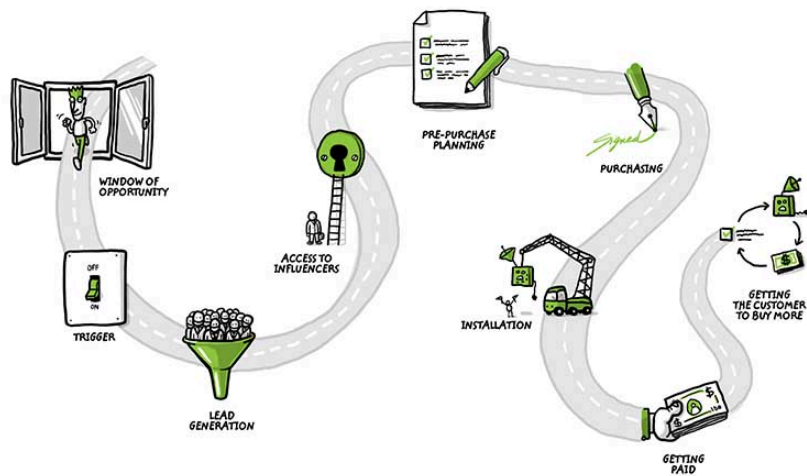 WINDOW OF
OPPORTUNITY
OFF
ON
TRIGGER
LEAD
GENERATION
ACCESS TO
INFLUENCERS
PRE-PURCHASE
PLANNING
Signed
PURCHASING
INSTALLATION
$
$
GETTING
PAID
$
GETTING
THE CUSTOMER
TO BUY MORE